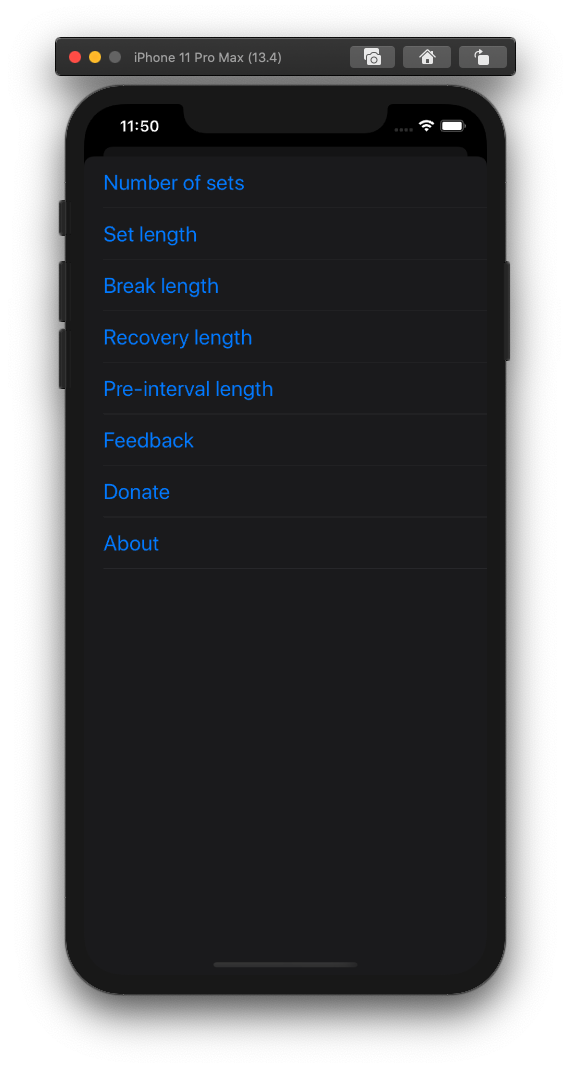 iPhone 11 Pro Max (13.4)
11:50
Number of sets
Set length
Break length
Recovery length
Pre-interval length
Feedback
Donate
About